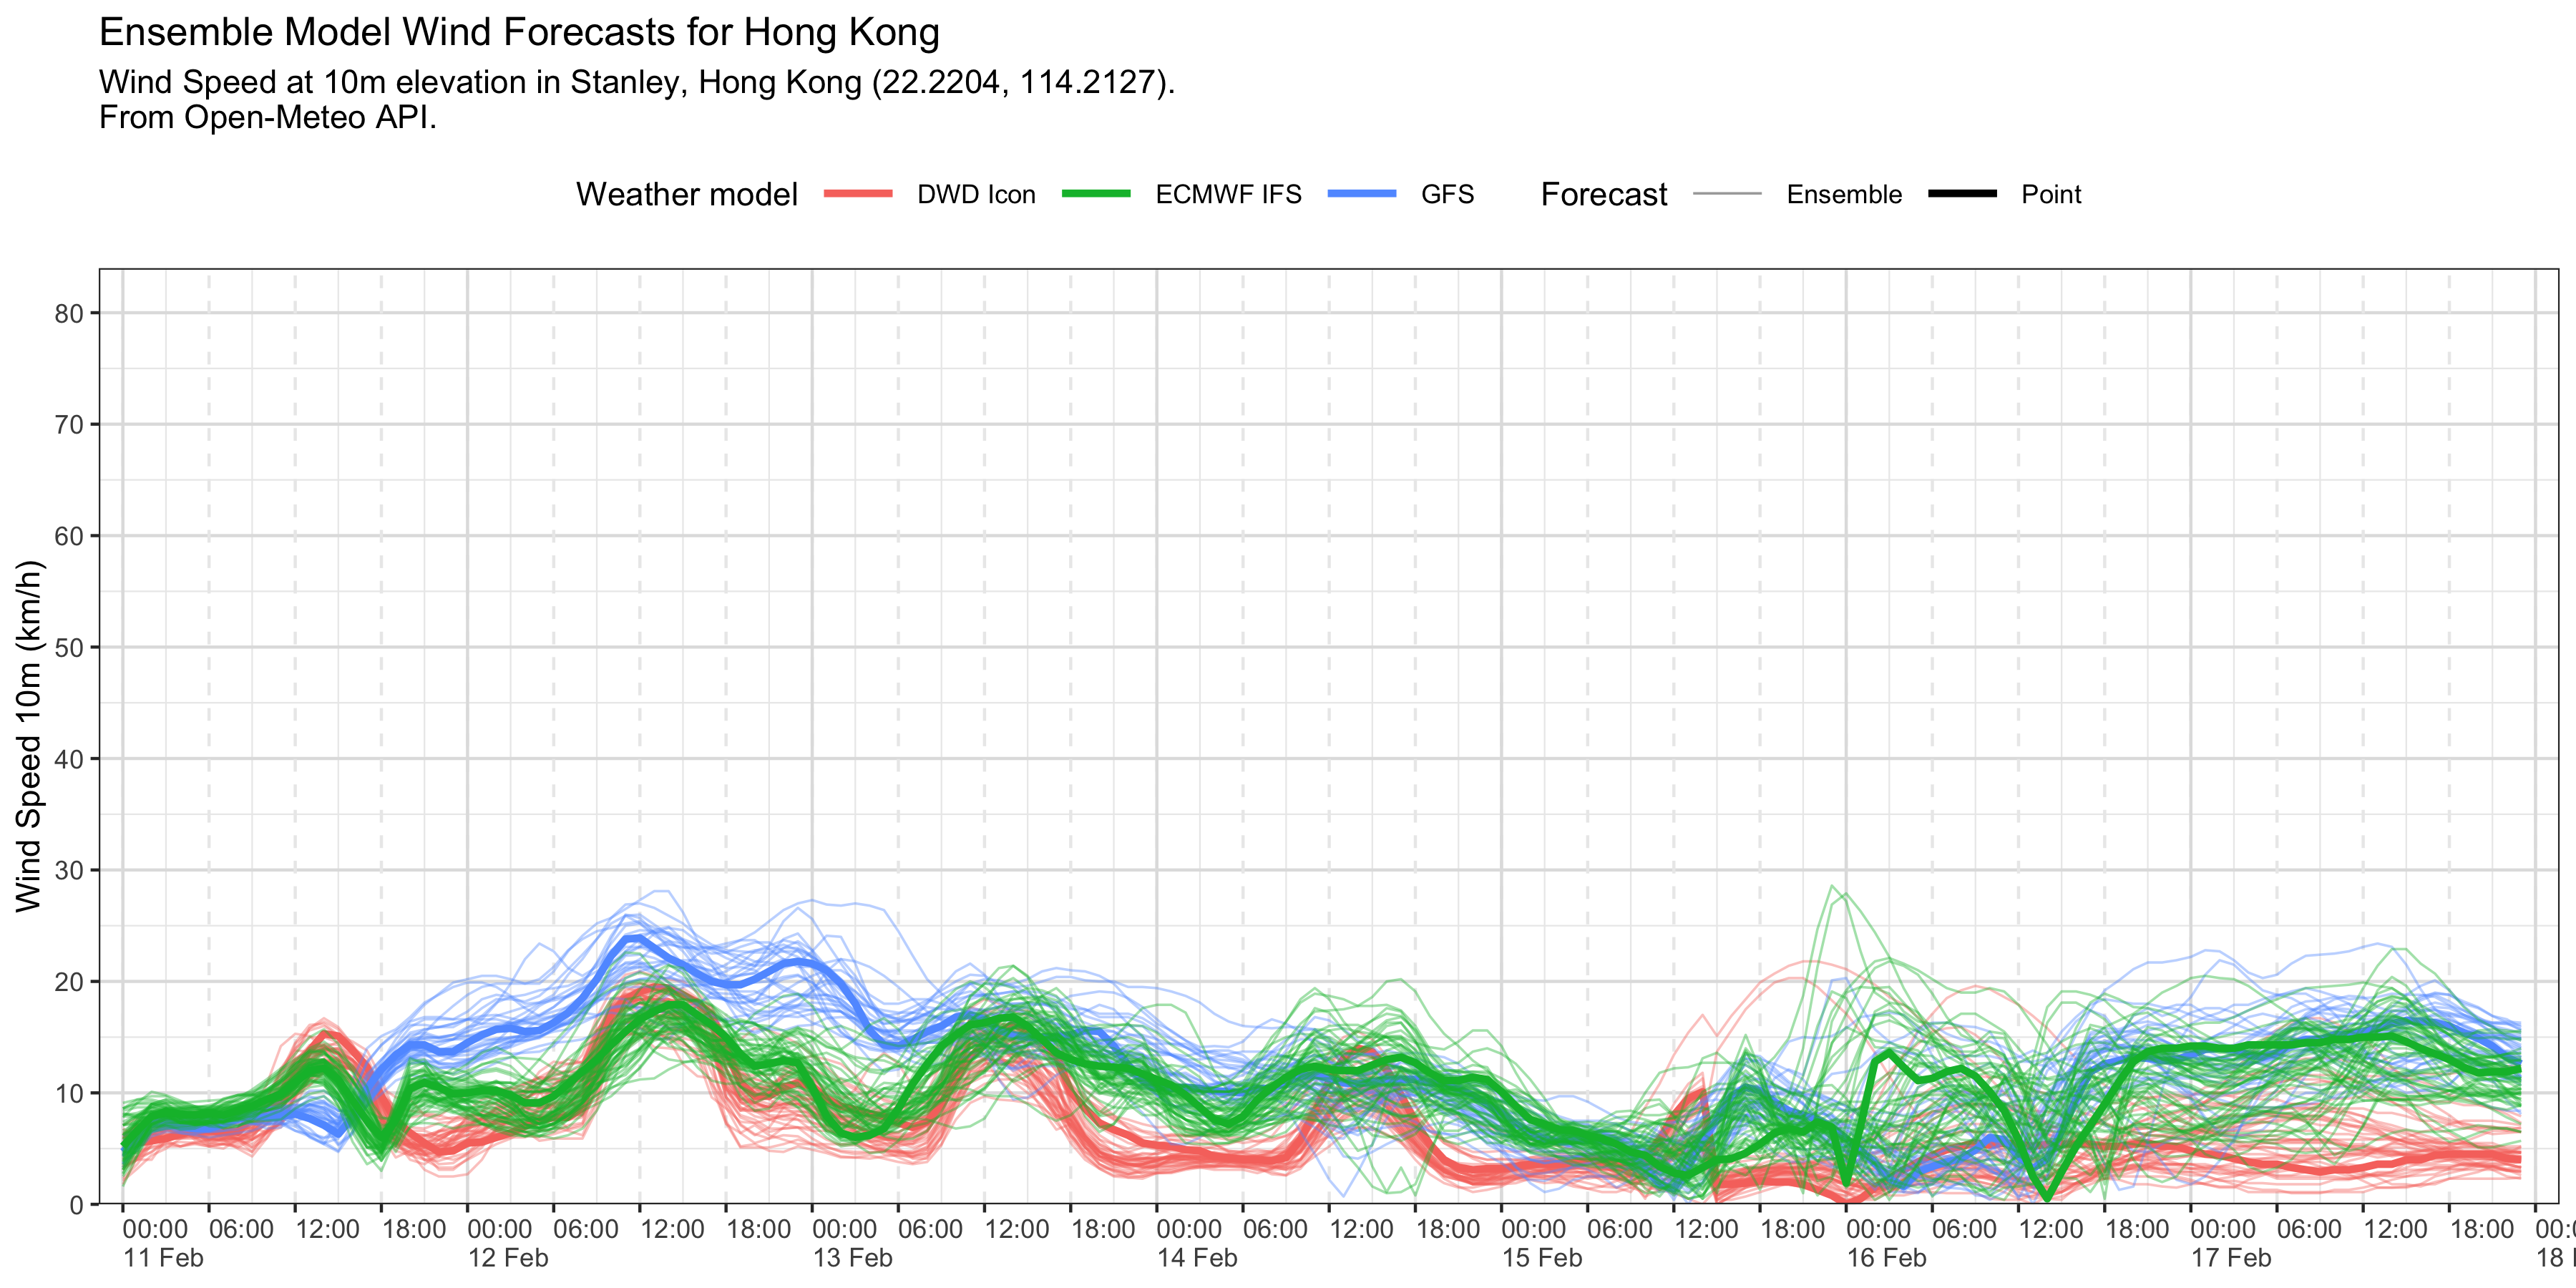 Ensemble Model Wind Forecasts for Hong Kong
Wind Speed at 10m elevation in Stanley, Hong Kong (22.2204, 114.2127).
From Open-Meteo API.
Weather model DWD Icon ECMWF IFS GFS Forecast Ensemble Point
Wind Speed 10m (km/h)
80
70
60
50
40
30
20
10
0
00:00 06:00 12:00 18:00 00:00 06:00 12:00 18:00 00:00 06:00 12:00 18:00 00:00 06:00 12:00 18:00 00:00 06:00 12:00 18:00 00:00 06:00 12:00 18:00 00:00 06:00 12:00 18:00
11 Feb 12 Feb 13 Feb 14 Feb 15 Feb 16 Feb 17 Feb 18